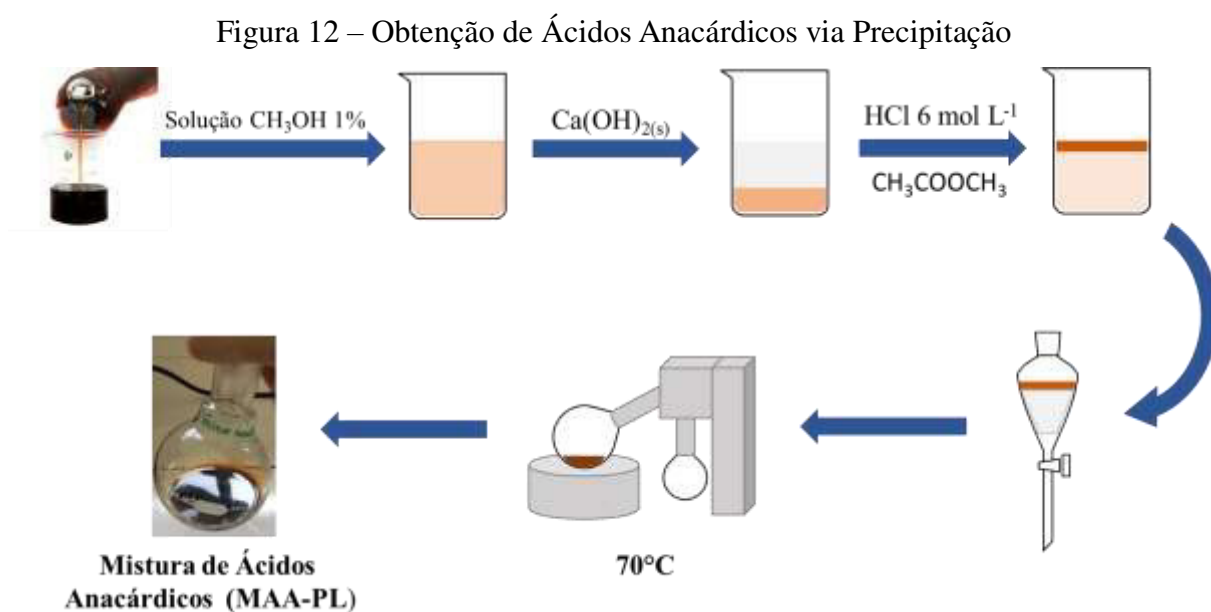 Figura 12 – Obtenção de Ácidos Anacárdicos via Precipitação
Solução CH₃OH 1%
Ca(OH)₂(s)
HCl 6 mol L⁻¹
CH₃COOCH₃
Mistura de Ácidos
Anacárdicos (MAA-PL)
70°C